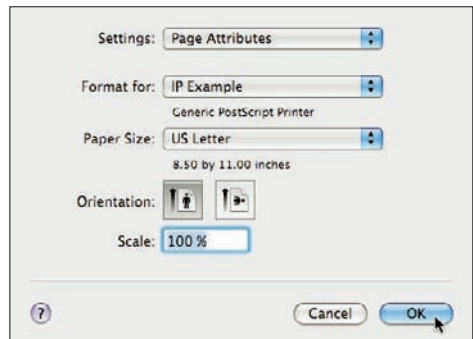 Settings: Page Attributes
Format for: IP Example
Generic PostScript Printer
Paper Size: US Letter
8.50 by 11.00 inches
Orientation:
Scale: 100 %
? Cancel OK